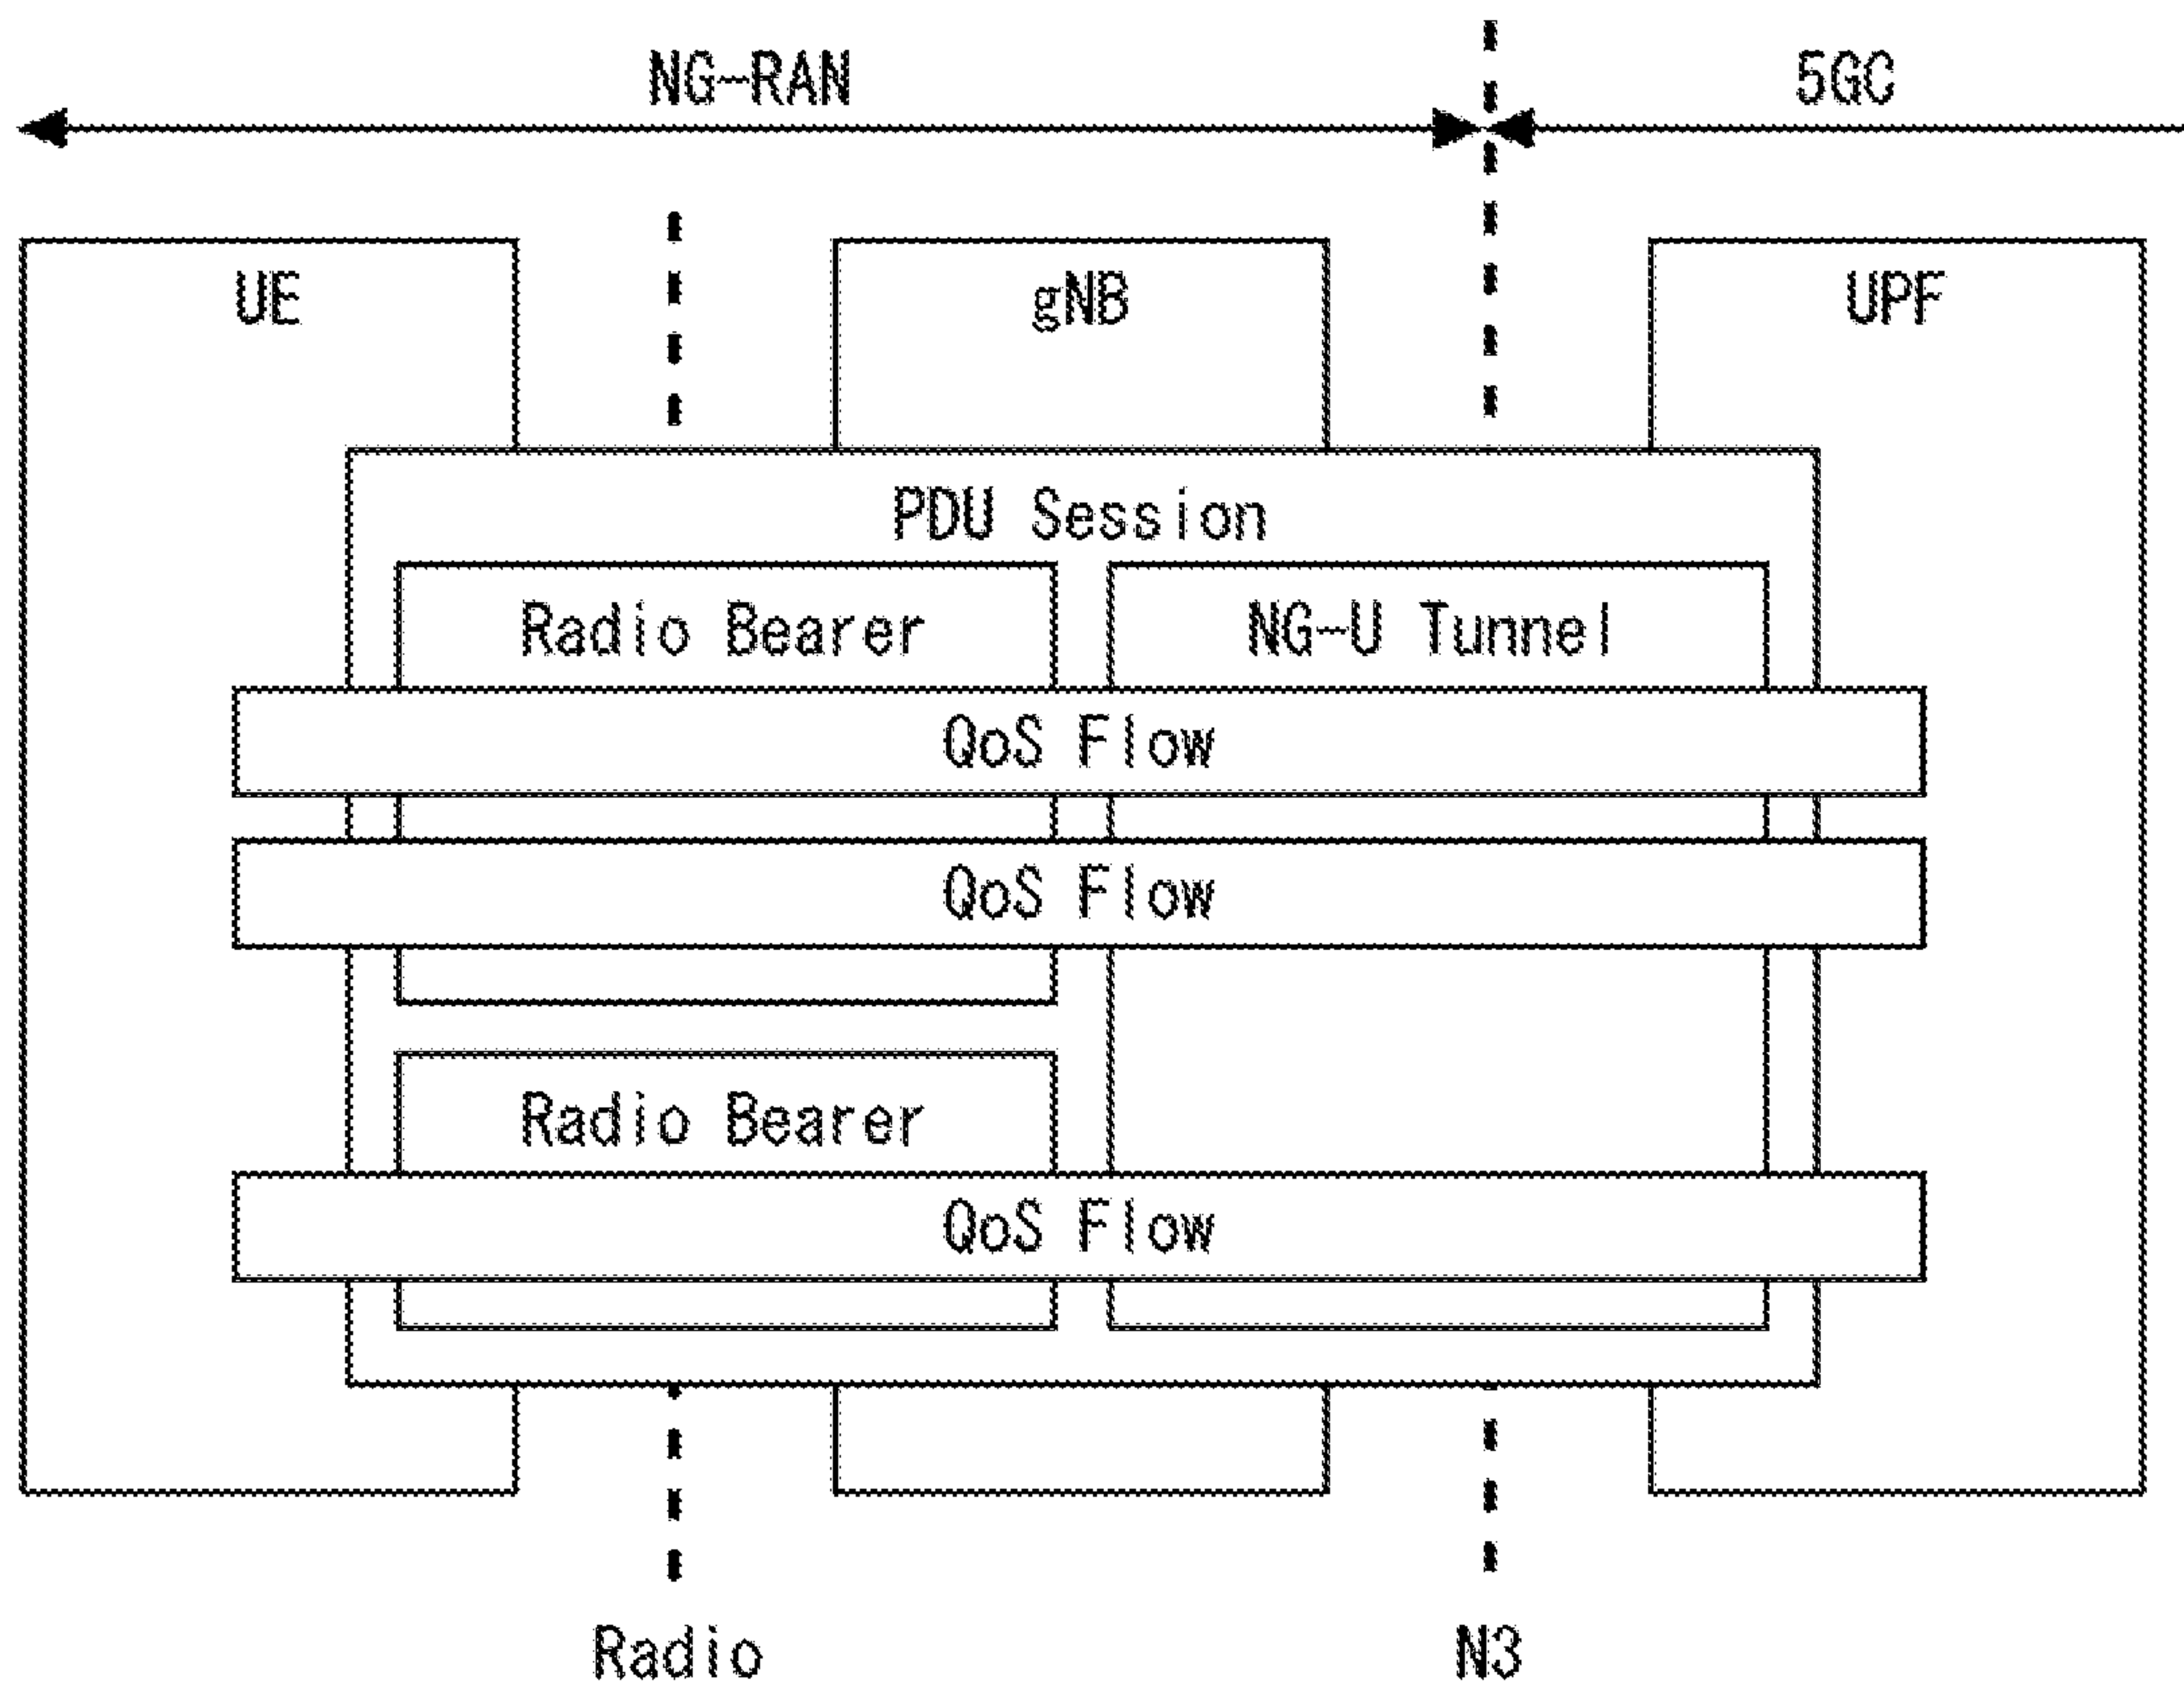 NG-RAN
5GC
UE
gNB
UPF
PDU Session
Radio Bearer
NG-U Tunnel
QoS Flow
QoS Flow
Radio Bearer
QoS Flow
Radio
N3